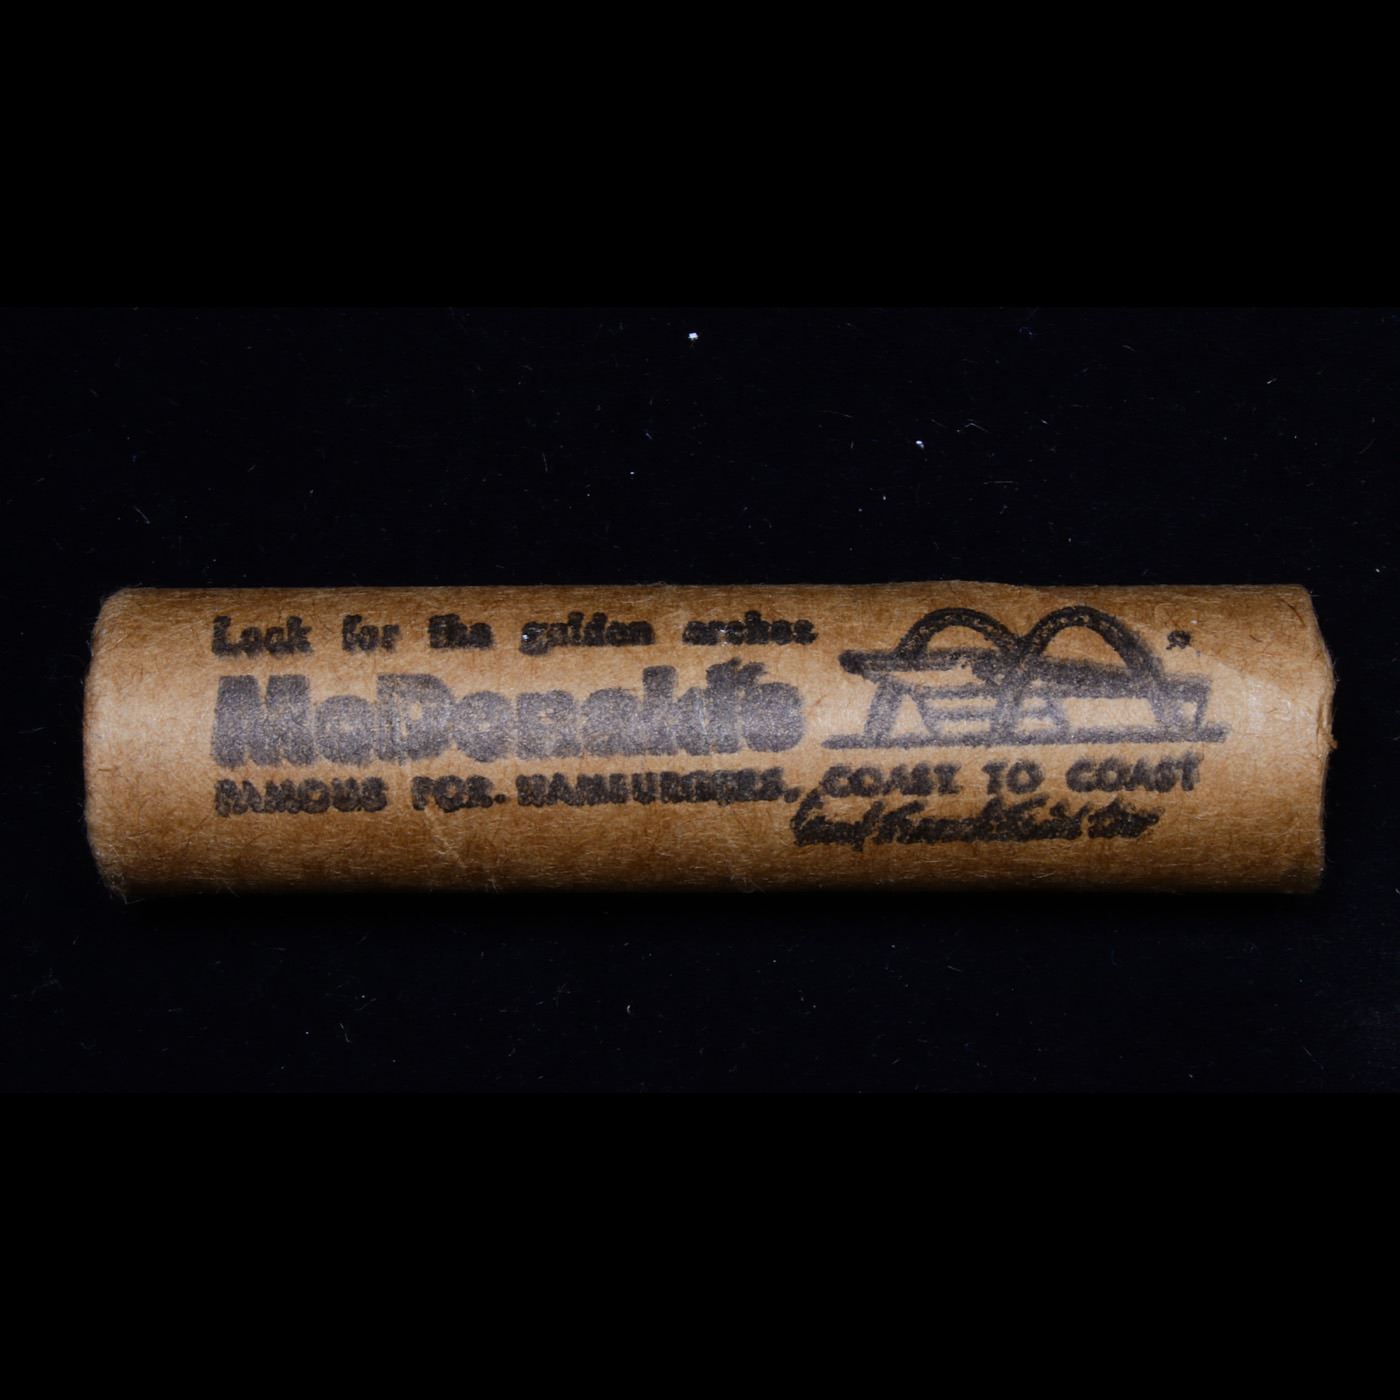 Look for the golden arches
McDonald's
FAMOUS FOR HAMBURGERS, COAST TO COAST